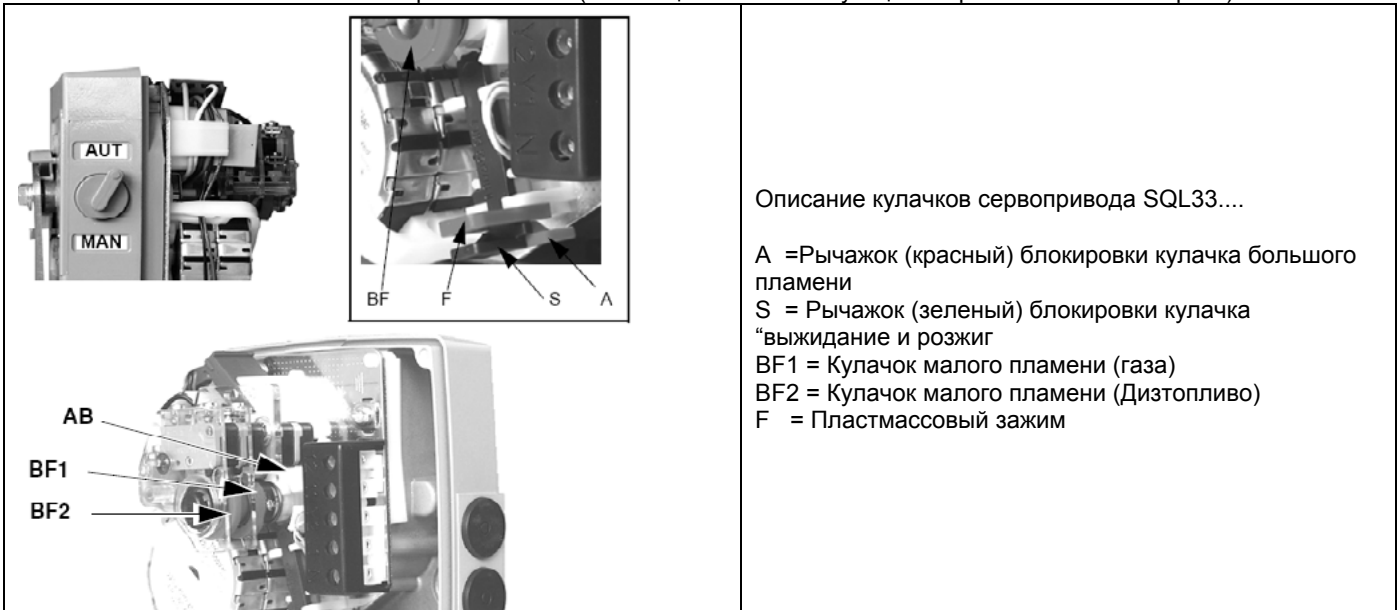 AUT
MAN
BF F S A
AB
BF1
BF2
Описание кулачков сервопривода SQL33....
A =Рычажок (красный) блокировки кулачка большого
пламени
S = Рычажок (зеленый) блокировки кулачка
“выжидание и розжиг
BF1 = Кулачок малого пламени (газа)
BF2 = Кулачок малого пламени (Дизтопливо)
F = Пластмассовый зажим